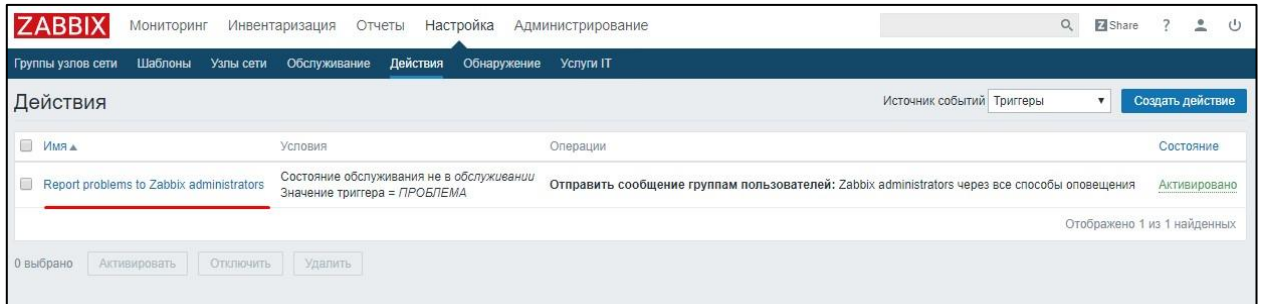 ZABBIX Мониторинг Инвентаризация Отчеты Настройка Администрирование Z Share ?
Группы узлов сети Шаблоны Узлы сети Обслуживание Действия Обнаружение Услуги IT
Действия Источник событий Триггеры Создать действие
Имя Условия Операции Состояние
Report problems to Zabbix administrators Состояние обслуживания не в обслуживании
Значение триггера = ПРОБЛЕМА Отправить сообщение группам пользователей: Zabbix administrators через все способы оповещения Активировано
Отображено 1 из 1 найденных
0 выбрано Активировать Отключить Удалить